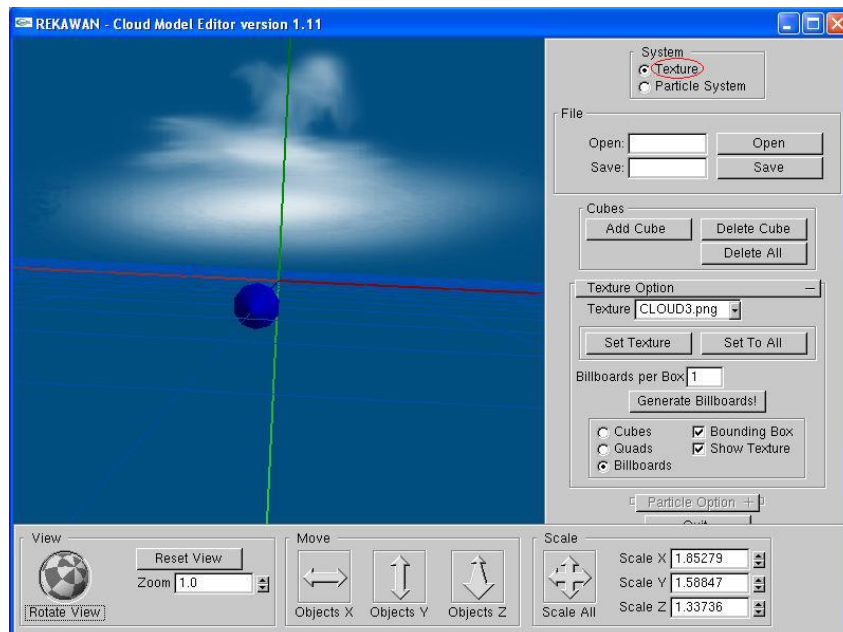 REKAWAN - Cloud Model Editor version 1.11
System
Texture
Particle System
File
Open: Open
Save: Save
Cubes
Add Cube Delete Cube
Delete All
Texture Option
Texture CLOUD3.png
Set Texture Set To All
Billboards per Box 1
Generate Billboards!
Cubes Bounding Box
Quads Show Texture
Billboards
Particle Option +
View
Reset View
Zoom 1.0
Rotate View
Move
Objects X Objects Y Objects Z
Scale
Scale All
Scale X 1.85279
Scale Y 1.58847
Scale Z 1.33736